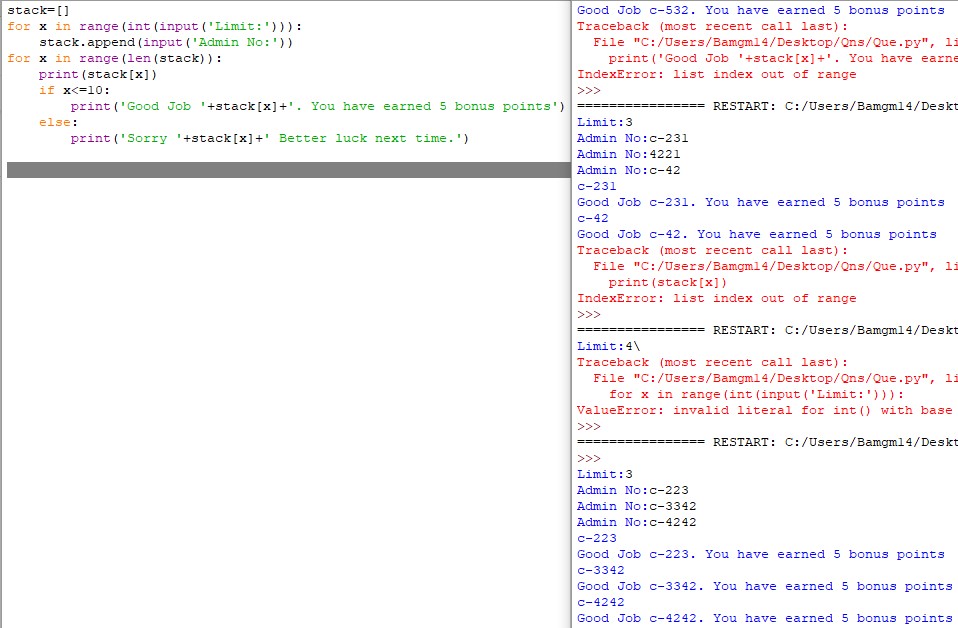 stack=[]
for x in range(int(input('Limit:'))):
    stack.append(input('Admin No:'))
for x in range(len(stack)):
    print(stack[x])
    if x<=10:
        print('Good Job '+stack[x]+'. You have earned 5 bonus points')
    else:
        print('Sorry '+stack[x]+' Better luck next time.')
Good Job c-532. You have earned 5 bonus points
Traceback (most recent call last):
  File "C:/Users/Bamgm14/Desktop/Qns/Que.py", li
    print('Good Job '+stack[x]+'. You have earne
IndexError: list index out of range
>>>
================ RESTART: C:/Users/Bamgm14/Deskt
Limit:3
Admin No:c-231
Admin No:4221
Admin No:c-42
c-231
Good Job c-231. You have earned 5 bonus points
c-42
Good Job c-42. You have earned 5 bonus points
Traceback (most recent call last):
  File "C:/Users/Bamgm14/Desktop/Qns/Que.py", li
    print(stack[x])
IndexError: list index out of range
>>>
================ RESTART: C:/Users/Bamgm14/Deskt
Limit:4\
Traceback (most recent call last):
  File "C:/Users/Bamgm14/Desktop/Qns/Que.py", li
    for x in range(int(input('Limit:'))):
ValueError: invalid literal for int() with base
>>>
================ RESTART: C:/Users/Bamgm14/Deskt
>>>
Limit:3
Admin No:c-223
Admin No:c-3342
Admin No:c-4242
c-223
Good Job c-223. You have earned 5 bonus points
c-3342
Good Job c-3342. You have earned 5 bonus points
c-4242
Good Job c-4242. You have earned 5 bonus points